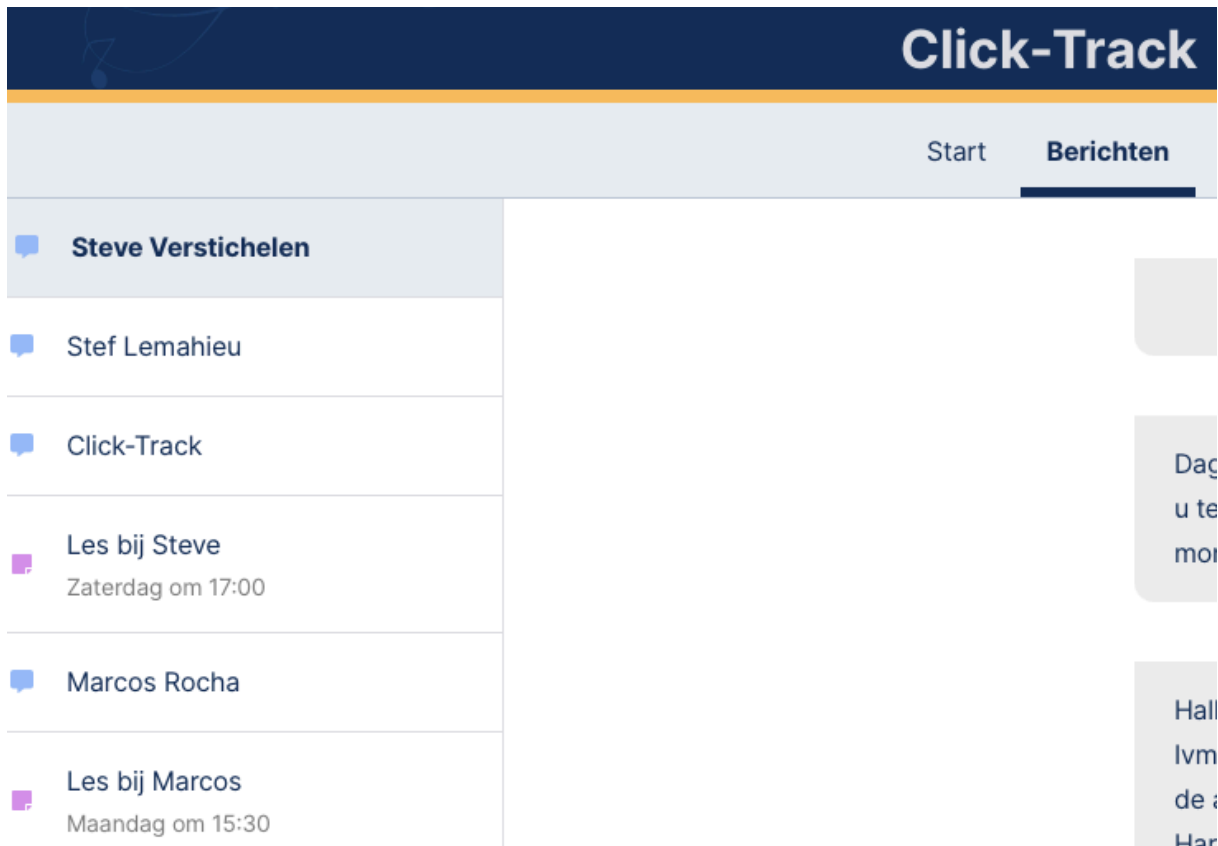 Click-Track
Start
Berichten
Steve Verstichelen
Stef Lemahieu
Click-Track
Les bij Steve
Zaterdag om 17:00
Marcos Rocha
Les bij Marcos
Maandag om 15:30
u
de